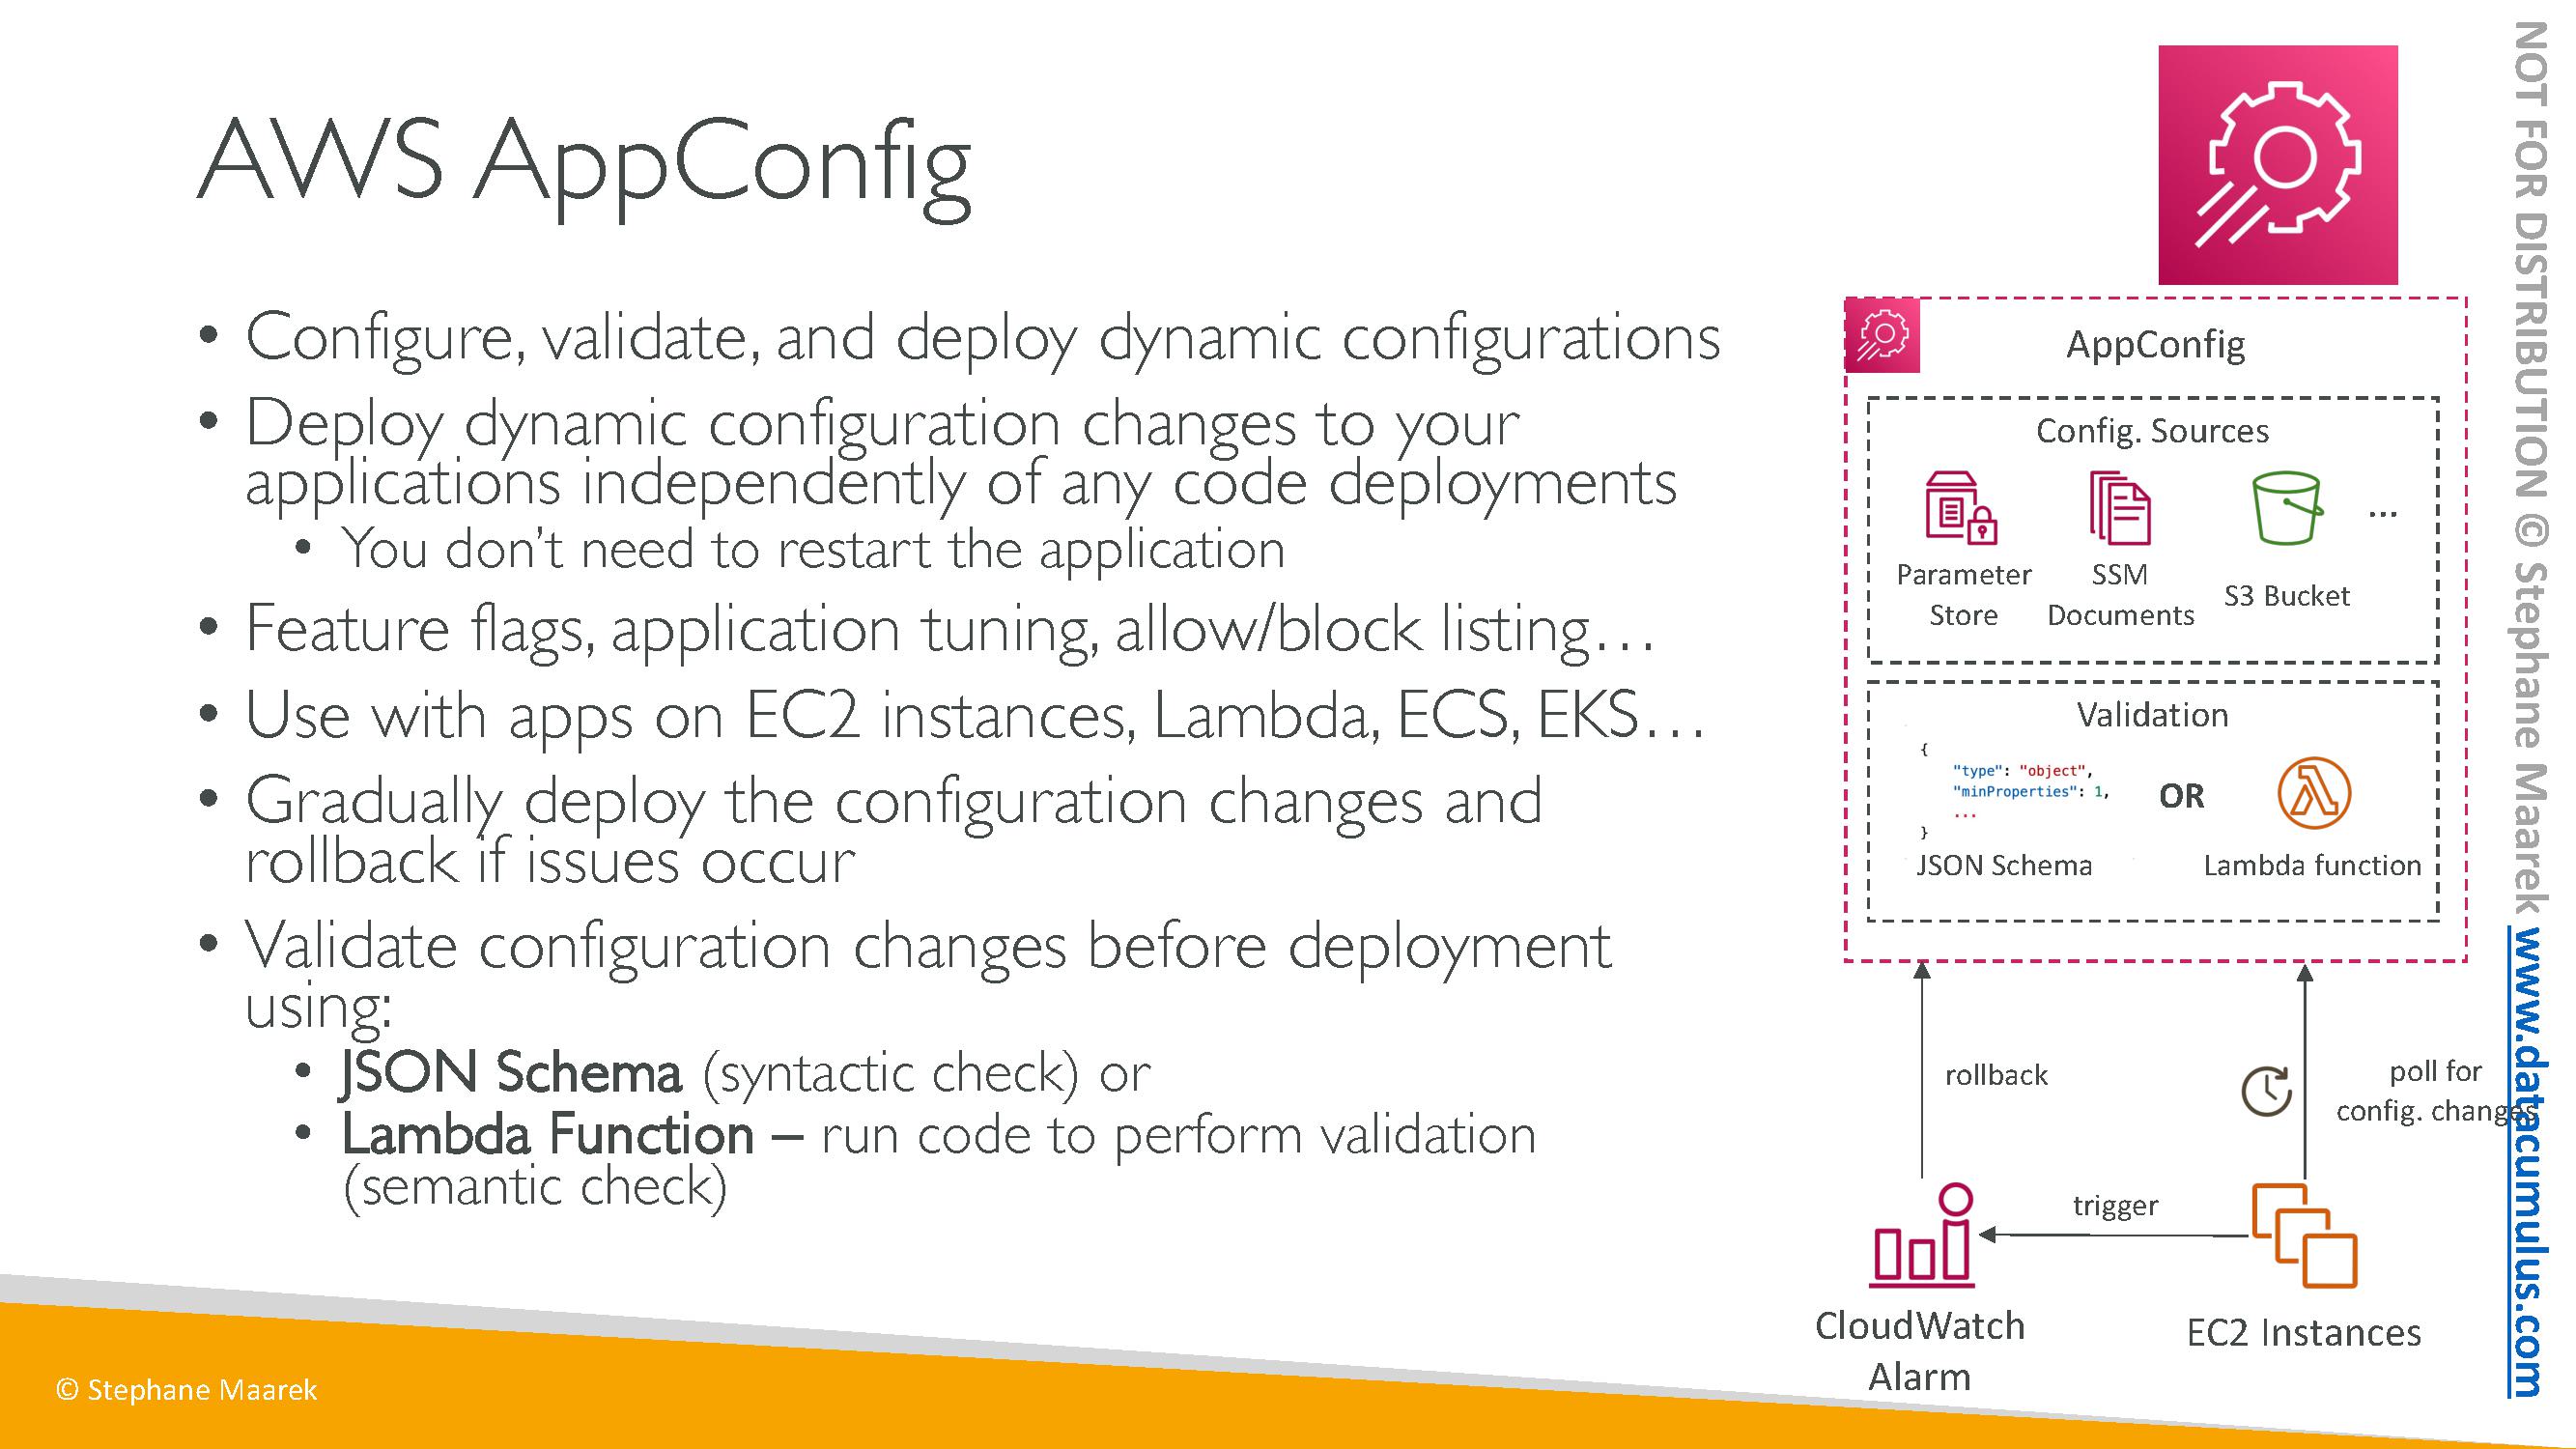 AWS AppConfig
• Configure, validate, and deploy dynamic configurations
• Deploy dynamic configuration changes to your
applications independently of any code deployments
• You don’t need to restart the application
• Feature flags, application tuning, allow/block listing…
• Use with apps on EC2 instances, Lambda, ECS, EKS…
• Gradually deploy the configuration changes and
rollback if issues occur
• Validate configuration changes before deployment
using:
• JSON Schema (syntactic check) or
• Lambda Function – run code to perform validation
(semantic check)
AppConfig
Config. Sources
...
Parameter
Store
SSM
Documents
S3 Bucket
Validation
{
"type": "object",
"minProperties": 1,
...
}
OR
JSON Schema
Lambda function
rollback
poll for
config. changes
trigger
CloudWatch
Alarm
EC2 Instances
© Stephane Maarek
NOT FOR DISTRIBUTION © Stephane Maarek www.datacumulus.com